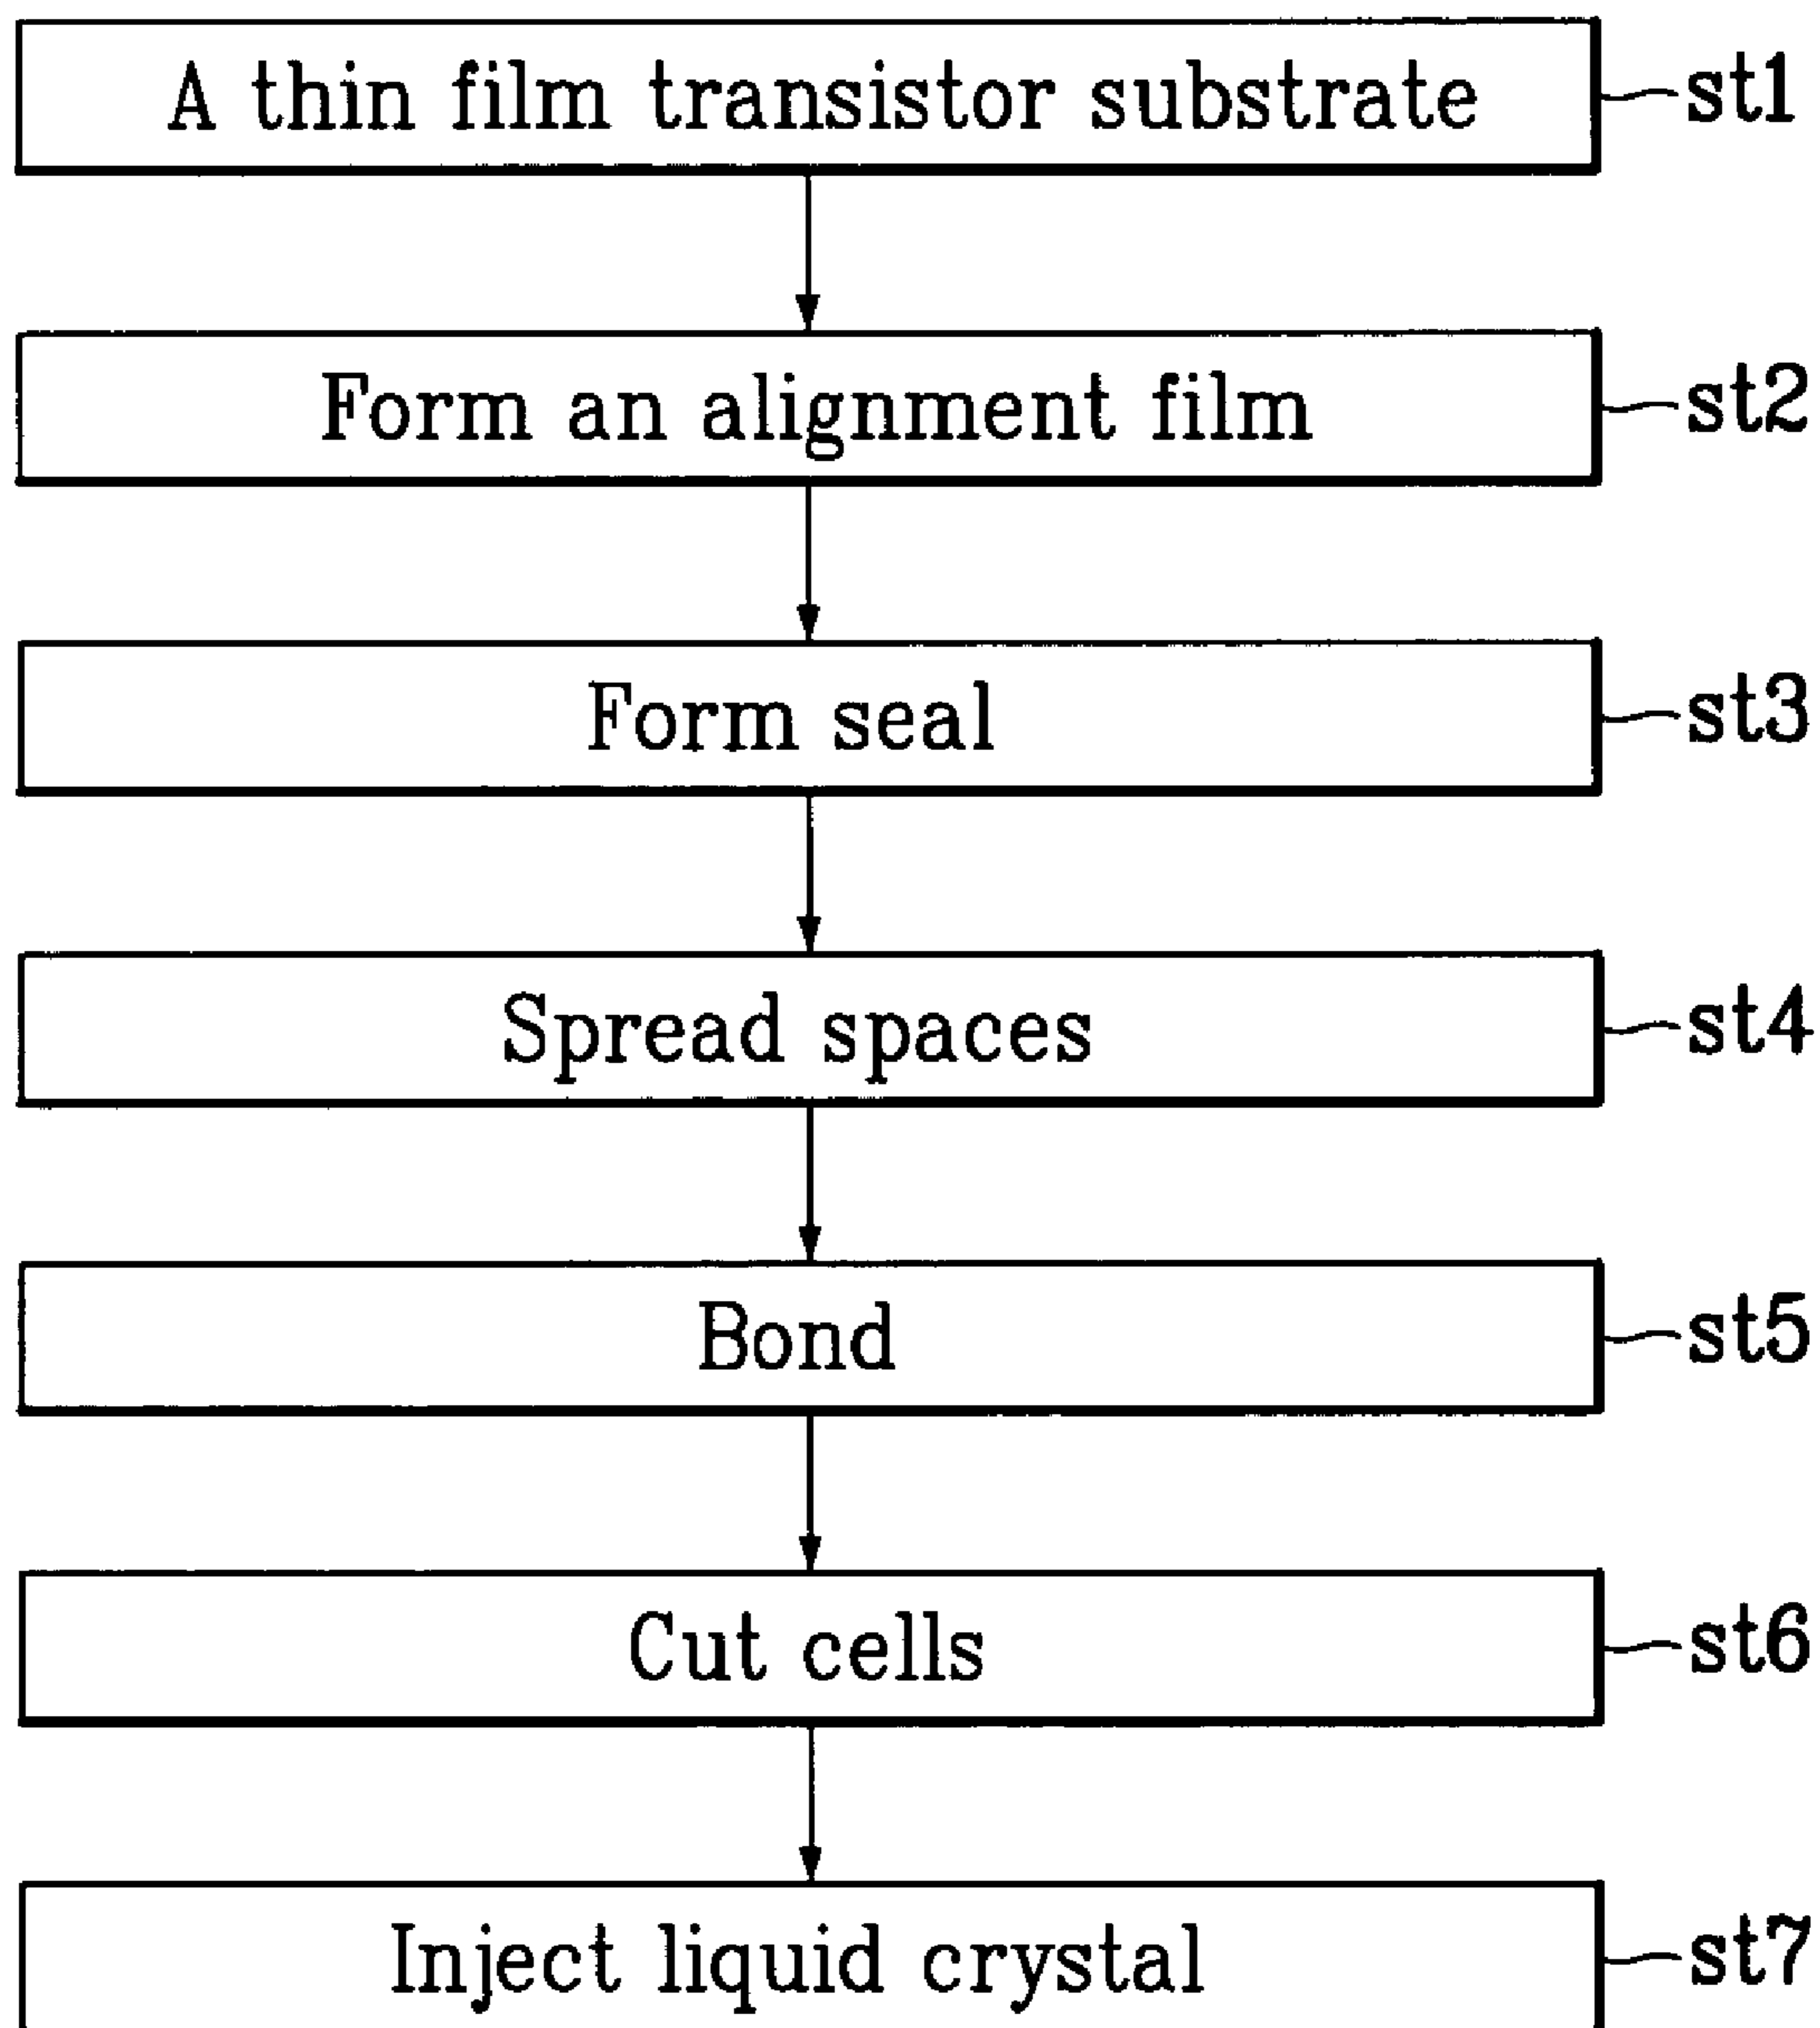 A thin film transistor substrate st1
Form an alignment film st2
Form seal st3
Spread spaces st4
Bond st5
Cut cells st6
Inject liquid crystal st7